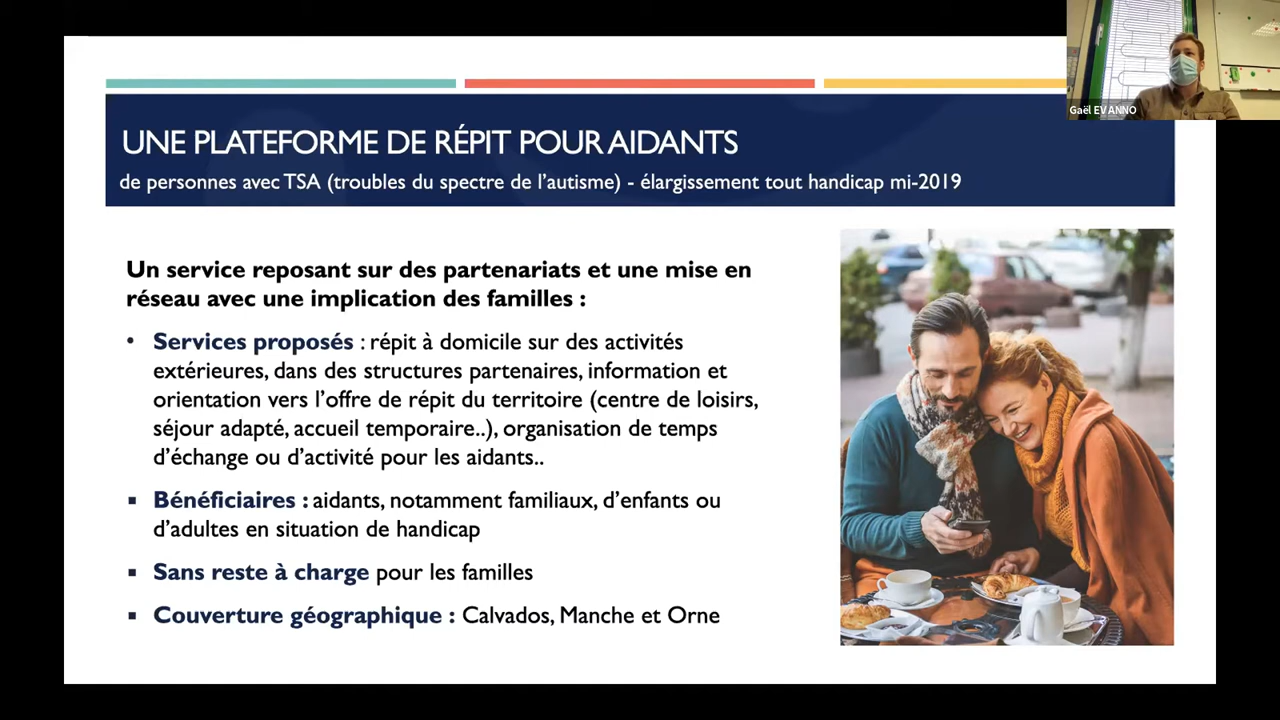 Gaël EVANNO
UNE PLATEFORME DE RÉPIT POUR AIDANTS
de personnes avec TSA (troubles du spectre de l’autisme) - élargissement tout handicap mi-2019
Un service reposant sur des partenariats et une mise en
réseau avec une implication des familles :
• Services proposés : répit à domicile sur des activités
extérieures, dans des structures partenaires, information et
orientation vers l’offre de répit du territoire (centre de loisirs,
séjour adapté, accueil temporaire..), organisation de temps
d’échange ou d’activité pour les aidants..
▪ Bénéficiaires : aidants, notamment familiaux, d’enfants ou
d’adultes en situation de handicap
▪ Sans reste à charge pour les familles
▪ Couverture géographique : Calvados, Manche et Orne